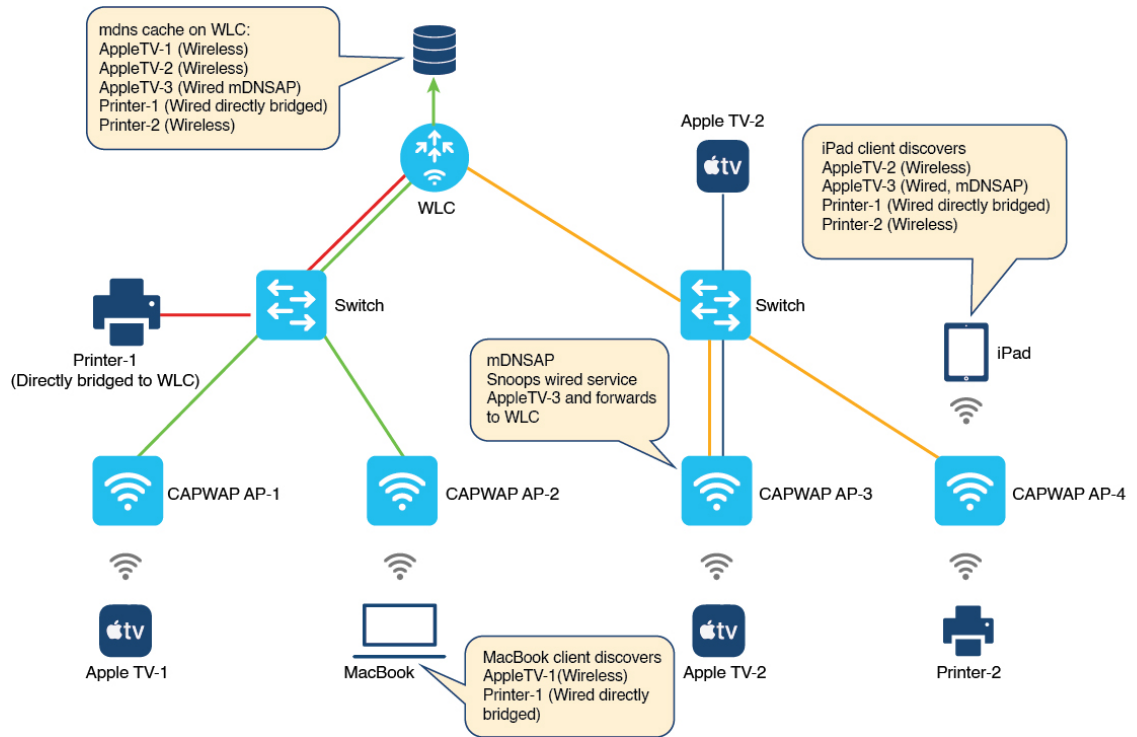 mdns cache on WLC:
AppleTV-1 (Wireless)
AppleTV-2 (Wireless)
AppleTV-3 (Wired mDNSAP)
Printer-1 (Wired directly bridged)
Printer-2 (Wireless)
WLC
Apple TV-2
tv
iPad client discovers
AppleTV-2 (Wireless)
AppleTV-3 (Wired, mDNSAP)
Printer-1 (Wired directly bridged)
Printer-2 (Wireless)
Printer-1
(Directly bridged to WLC)
Switch
Switch
iPad
mDNSAP
Snoops wired service
AppleTV-3 and forwards
to WLC
CAPWAP AP-1
CAPWAP AP-2
CAPWAP AP-3
CAPWAP AP-4
tv
Apple TV-1
MacBook
MacBook client discovers
AppleTV-1(Wireless)
Printer-1 (Wired directly
bridged)
tv
Apple TV-2
Printer-2